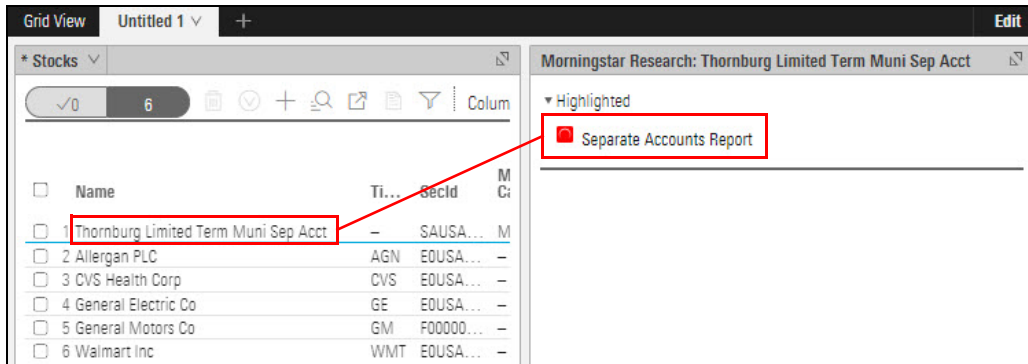 Grid View Untitled 1 Edit
* Stocks
0 6 Colum
Name Ti... SecId M
Ca
1 Thornburg Limited Term Muni Sep Acct – SAUSA... M
2 Allergan PLC AGN E0USA... –
3 CVS Health Corp CVS E0USA... –
4 General Electric Co GE E0USA... –
5 General Motors Co GM F00000... –
6 Walmart Inc WMT E0USA... –
Morningstar Research: Thornburg Limited Term Muni Sep Acct
Highlighted
Separate Accounts Report